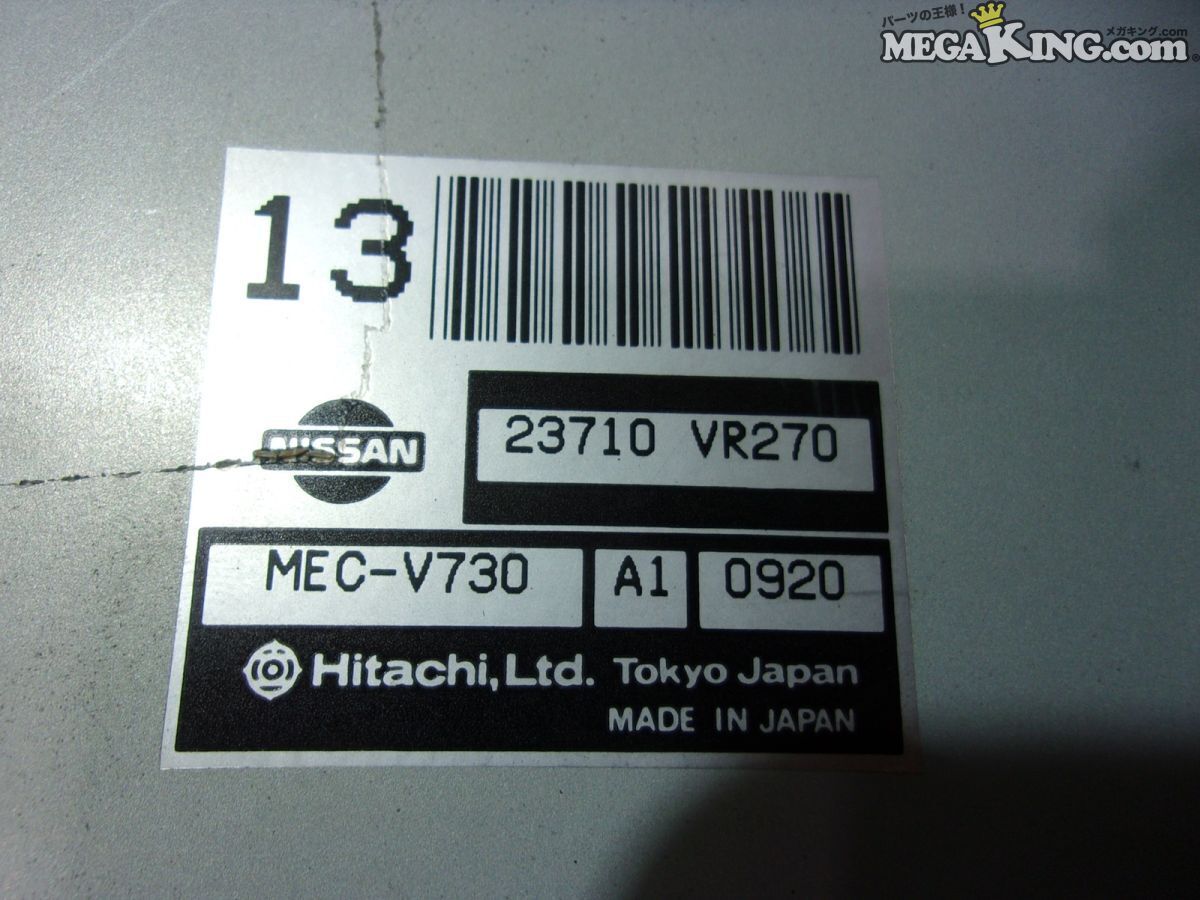 パーツの王様!
メガキング.com
MEGAKING.com®
13
NISSAN
23710 VR270
MEC-V730 A1 0920
Hitachi, Ltd. Tokyo Japan
MADE IN JAPAN